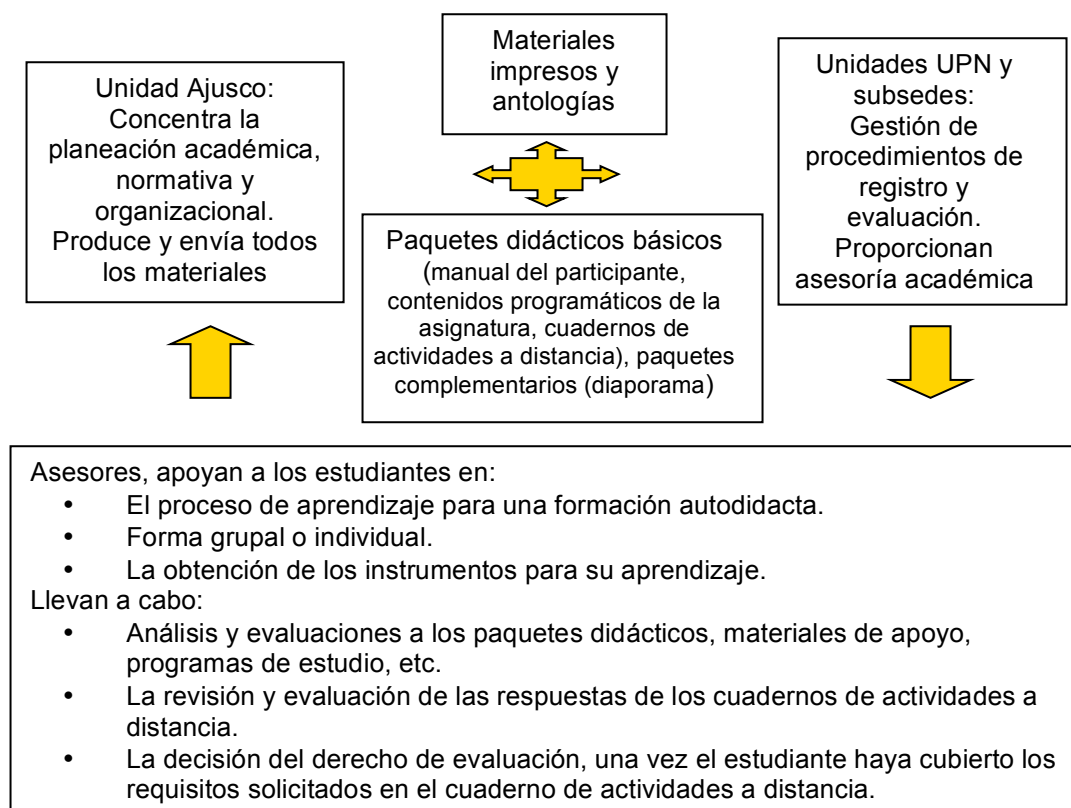 Unidad Ajusco:
Concentra la
planeación académica,
normativa y
organizacional.
Produce y envía todos
los materiales
Materiales
impresos y
antologías
Unidades UPN y
subsedes:
Gestión de
procedimientos de
registro y
evaluación.
Proporcionan
asesoría académica
Paquetes didácticos básicos
(manual del participante,
contenidos programáticos de la
asignatura, cuadernos de
actividades a distancia), paquetes
complementarios (diaporama)
Asesores, apoyan a los estudiantes en:
• El proceso de aprendizaje para una formación autodidacta.
• Forma grupal o individual.
• La obtención de los instrumentos para su aprendizaje.
Llevan a cabo:
• Análisis y evaluaciones a los paquetes didácticos, materiales de apoyo,
programas de estudio, etc.
• La revisión y evaluación de las respuestas de los cuadernos de actividades a
distancia.
• La decisión del derecho de evaluación, una vez el estudiante haya cubierto los
requisitos solicitados en el cuaderno de actividades a distancia.